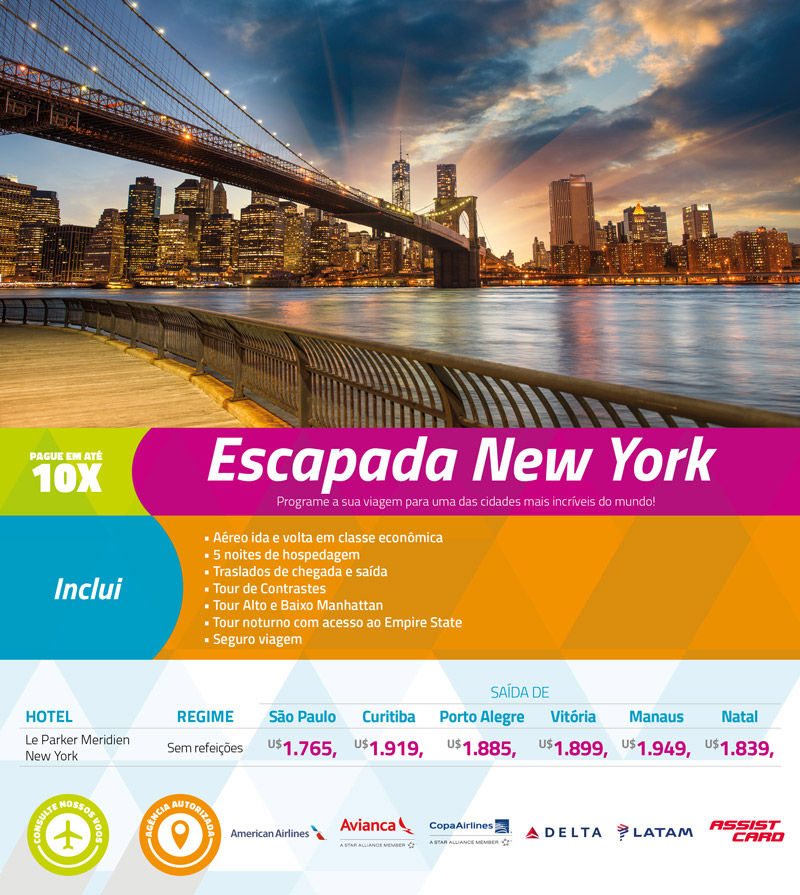 PAGUE EM ATÉ
10X
Escapada New York
Programe a sua viagem para uma das cidades mais incríveis do mundo!
Inclui
▪ Aéreo ida e volta em classe econômica
▪ 5 noites de hospedagem
▪ Traslados de chegada e saída
▪ Tour de Contrastes
▪ Tour Alto e Baixo Manhattan
▪ Tour noturno com acesso ao Empire State
▪ Seguro viagem
SAÍDA DE
HOTEL REGIME São Paulo Curitiba Porto Alegre Vitória Manaus Natal
Le Parker Meridien
New York
Sem refeições U$1.765, U$1.919, U$1.885, U$1.899, U$1.949, U$1.839,
CONSULTE NOSSOS VOOS
AGÊNCIA AUTORIZADA
American Airlines
Avianca
A STAR ALLIANCE MEMBER
CopaAirlines
A STAR ALLIANCE MEMBER
DELTA
LATAM
ASSIST
CARD